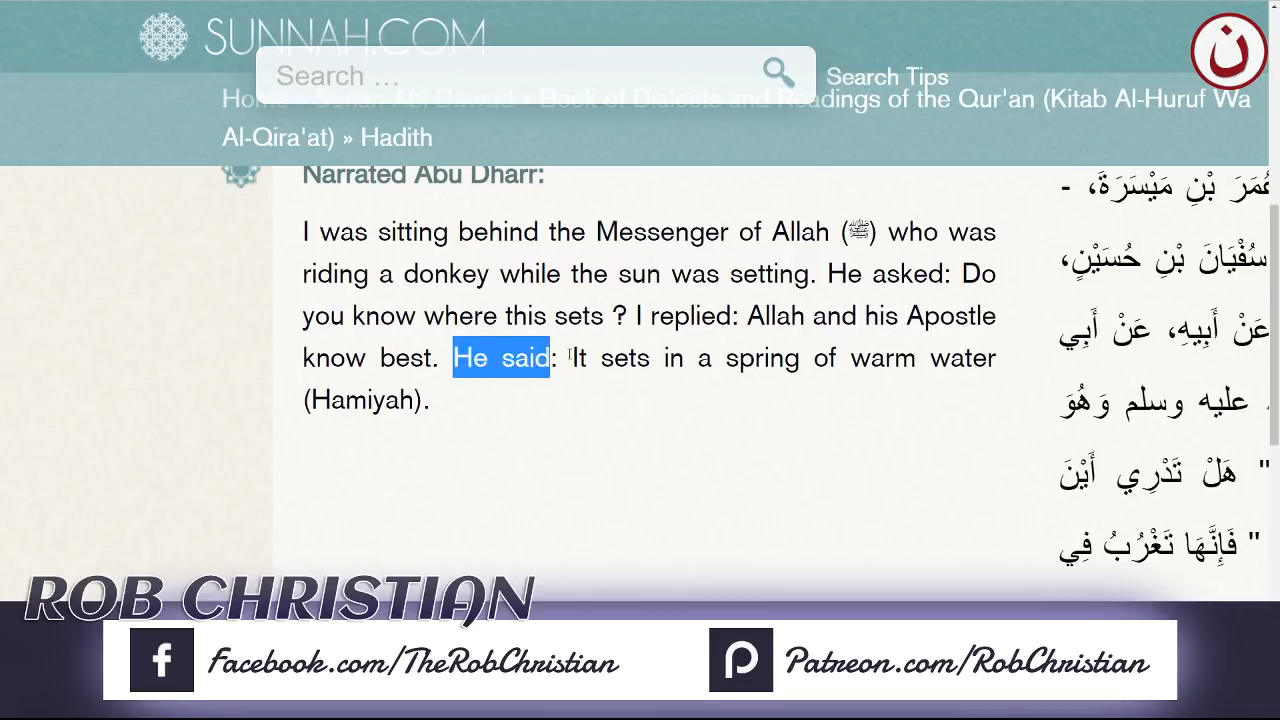 SUNNAH.COM
Search ...
Search Tips
Home » Sunan Abi Dawud » Book of Dialects and Readings of the Qur'an (Kitab Al-Huruf Wa
Al-Qira'at) » Hadith
ن
Narrated Abu Dharr:
I was sitting behind the Messenger of Allah (ﷺ) who was
riding a donkey while the sun was setting. He asked: Do
you know where this sets ? I replied: Allah and his Apostle
know best. He said: It sets in a spring of warm water
(Hamiyah).
عُمَرَ بْنِ مَيْسَرَةَ، -
سُفْيَانَ بْنِ حُسَيْنٍ،
عَنْ أَبِيهِ، عَنْ أَبِي
عليه وسلم وَهُوَ
" هَلْ تَدْرِي أَيْنَ
" فَإِنَّهَا تَغْرُبُ فِي
ROB CHRISTIAN
f
Facebook.com/TheRobChristian
Patreon.com/RobChristian